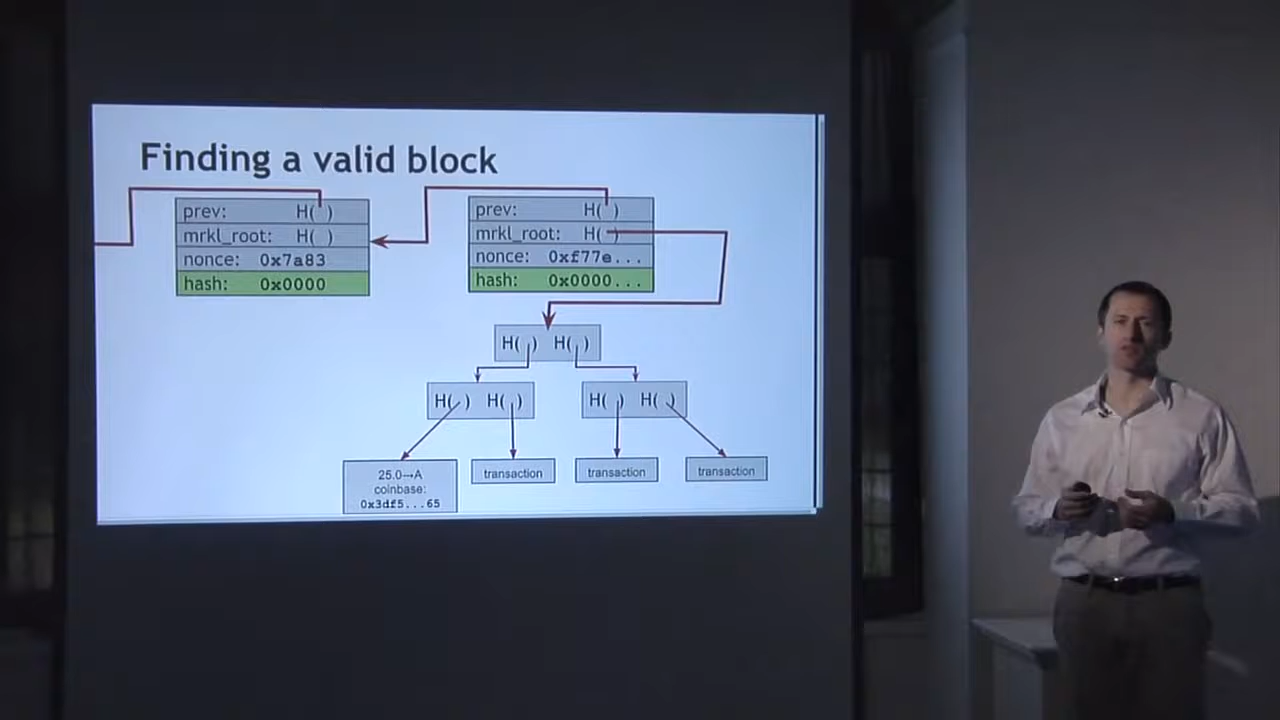 Finding a valid block
prev: H( )
mrkl_root: H( )
nonce: 0x7a83
hash: 0x0000
prev: H( )
mrkl_root: H( )
nonce: 0xf77e...
hash: 0x0000...
H( ) H( )
H( ) H( )
H( ) H( )
25.0→A
coinbase:
0x3df5...65
transaction
transaction
transaction